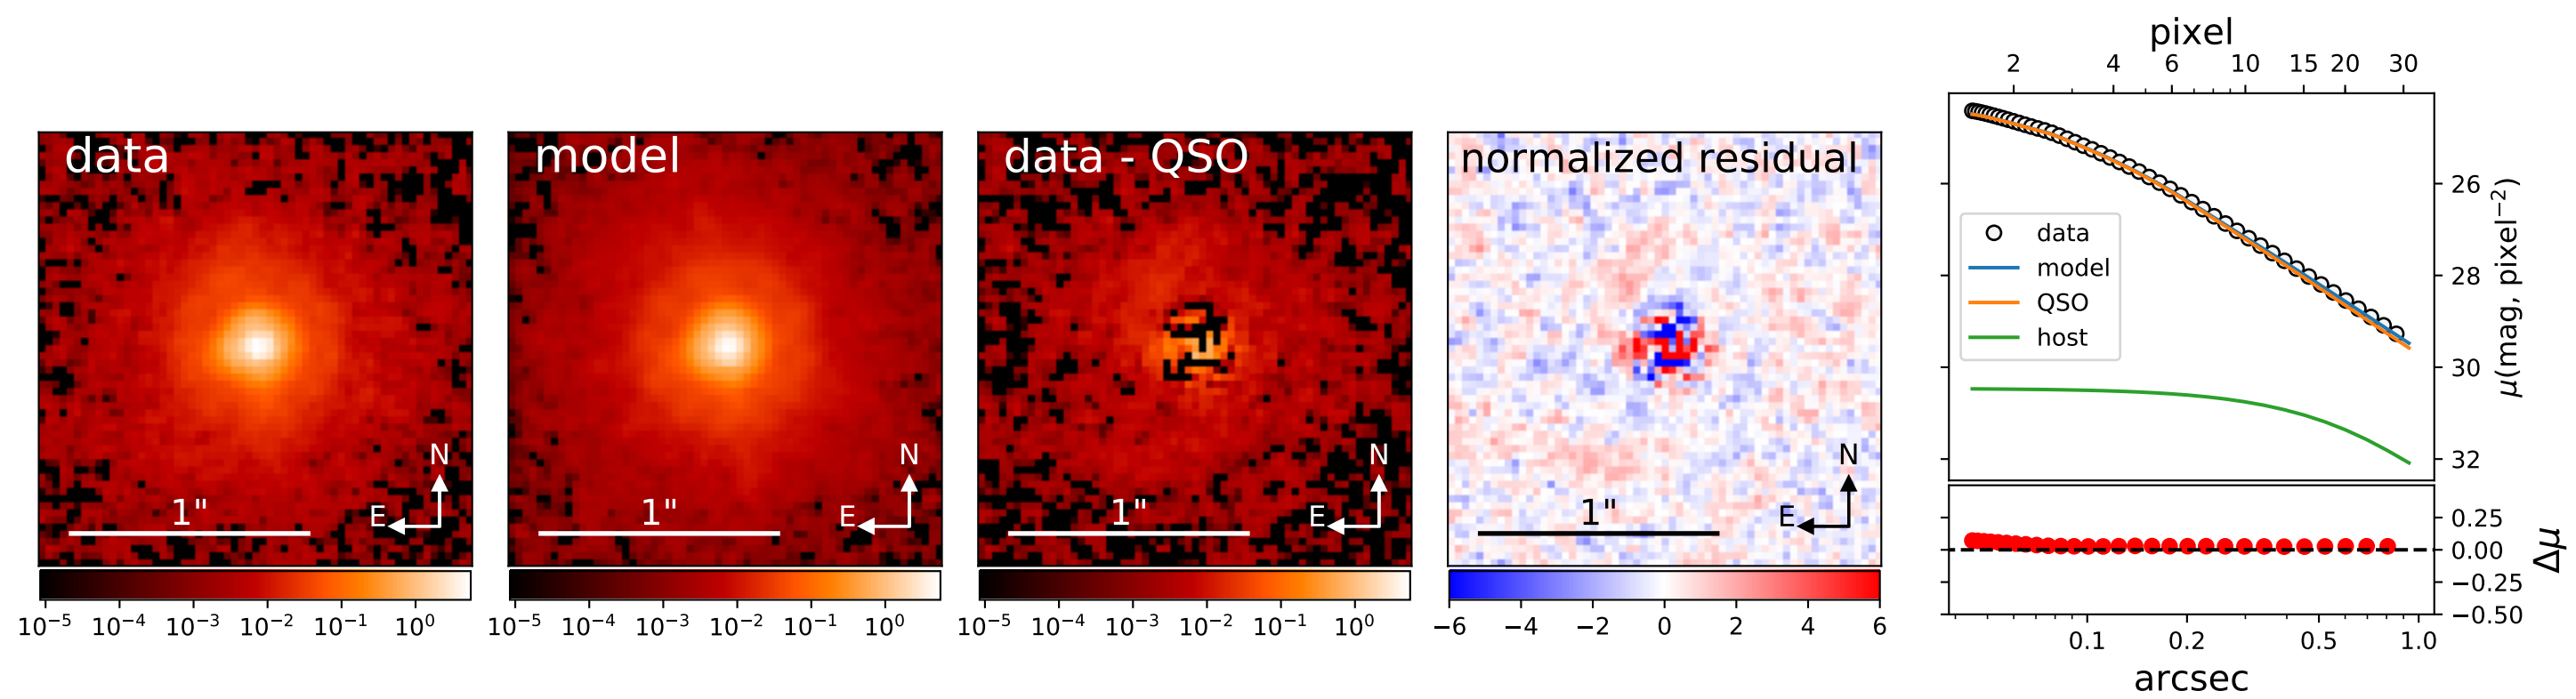 data
N
E
1"
10⁻⁵ 10⁻⁴ 10⁻³ 10⁻² 10⁻¹ 10⁰
model
N
E
1"
10⁻⁵ 10⁻⁴ 10⁻³ 10⁻² 10⁻¹ 10⁰
data - QSO
N
E
1"
10⁻⁵ 10⁻⁴ 10⁻³ 10⁻² 10⁻¹ 10⁰
normalized residual
N
E
1"
−6 −4 −2 0 2 4 6
pixel
2 4 6 10 15 20 30
data
model
QSO
host
26
28
30
32
μ(mag, pixel⁻²)
0.25
0.00
−0.25
−0.50
Δμ
0.1 0.2 0.5 1.0
arcsec